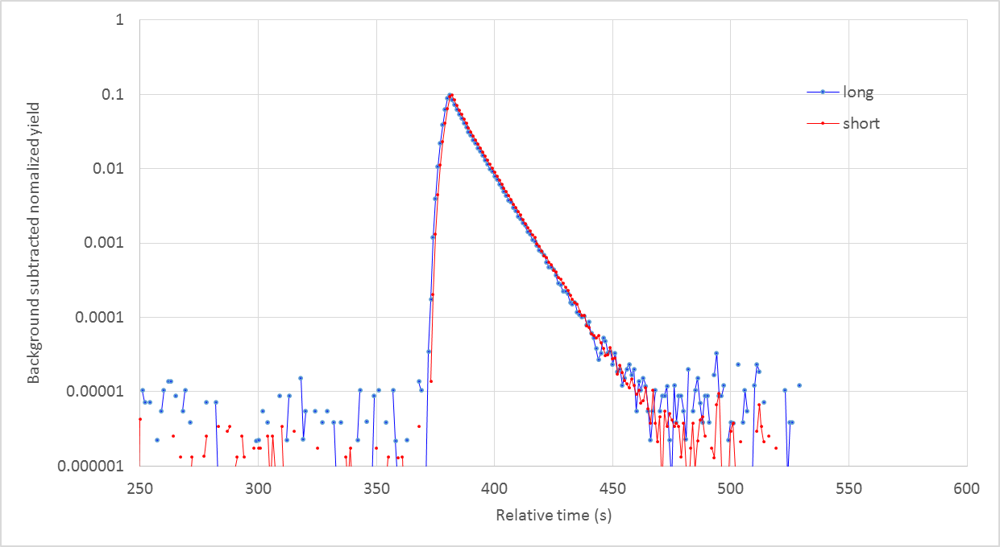 1
0.1
0.01
0.001
0.0001
0.00001
0.000001
250 300 350 400 450 500 550 600
Background subtracted nomalized yield
Relative time (s)
long
short